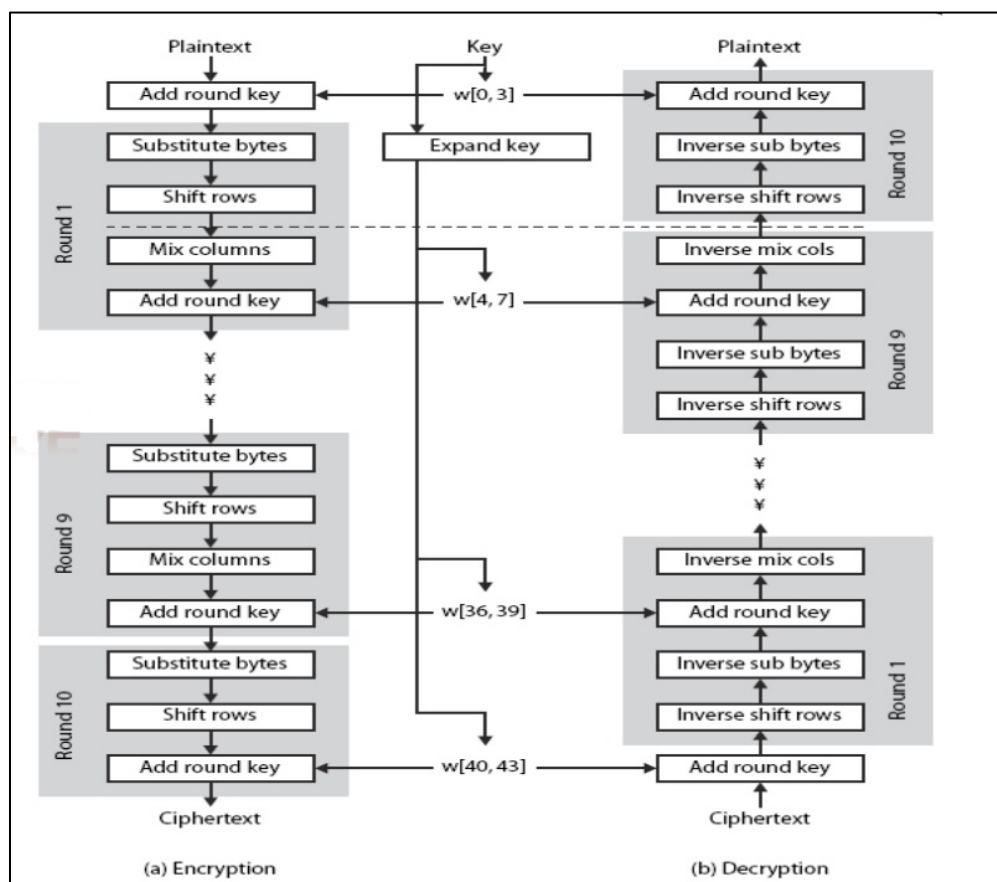 Plaintext
Add round key
Substitute bytes
Shift rows
Mix columns
Add round key
Round 1
¥
¥
¥
Substitute bytes
Shift rows
Mix columns
Add round key
Round 9
Substitute bytes
Shift rows
Add round key
Round 10
Ciphertext
(a) Encryption
Key
w[0, 3]
Expand key
w[4, 7]
w[36, 39]
w[40, 43]
Plaintext
Add round key
Inverse sub bytes
Inverse shift rows
Round 10
Inverse mix cols
Add round key
Inverse sub bytes
Inverse shift rows
Round 9
¥
¥
¥
Inverse mix cols
Add round key
Inverse sub bytes
Inverse shift rows
Round 1
Add round key
Ciphertext
(b) Decryption